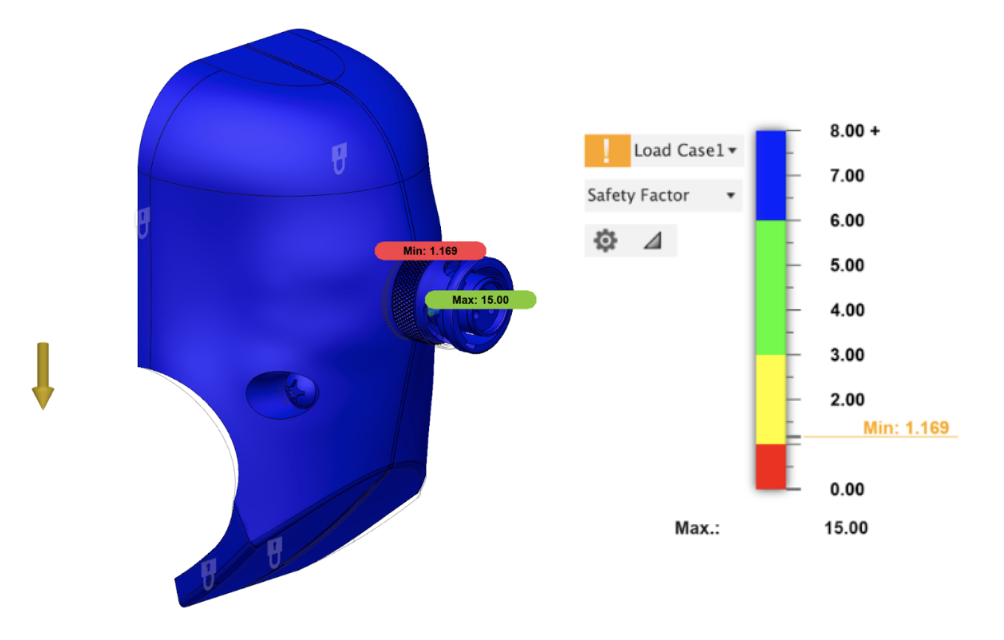 Min: 1.169
Max: 15.00
! Load Case1
Safety Factor
8.00 +
7.00
6.00
5.00
4.00
3.00
2.00
Min: 1.169
0.00
Max.: 15.00